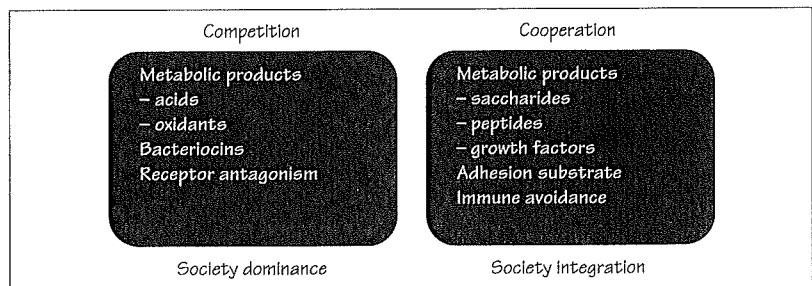 Competition
Metabolic products
– acids
– oxidants
Bacteriocins
Receptor antagonism
Society dominance
Cooperation
Metabolic products
– saccharides
– peptides
– growth factors
Adhesion substrate
Immune avoidance
Society integration